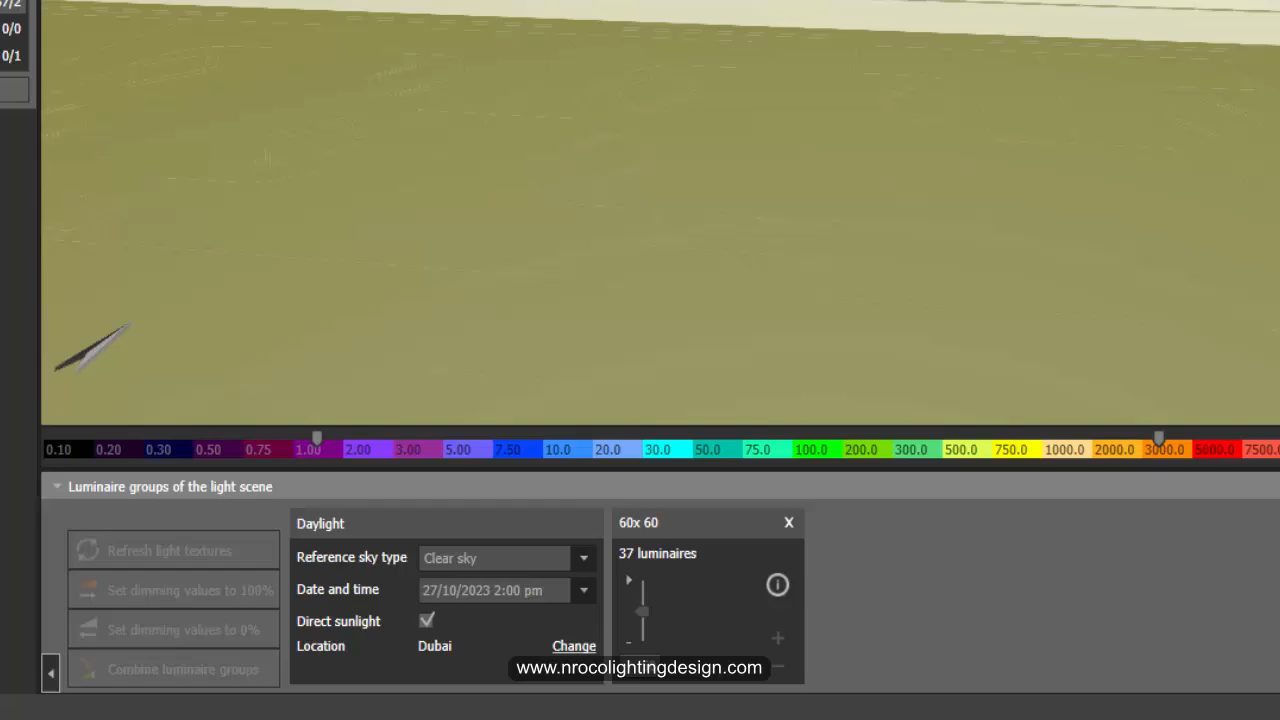 0/0
0/1
0.10 0.20 0.30 0.50 0.75 1.00 2.00 3.00 5.00 7.50 10.0 20.0 30.0 50.0 75.0 100.0 200.0 300.0 500.0 750.0 1000.0 2000.0 3000.0 5000.0 7500.0
Luminaire groups of the light scene
Refresh light textures
Set dimming values to 100%
Set dimming values to 0%
Combine luminaire groups
Daylight
Reference sky type Clear sky
Date and time 27/10/2023 2:00 pm
Direct sunlight
Location Dubai Change
60x 60 X
37 luminaires
www.nrocolightingdesign.com